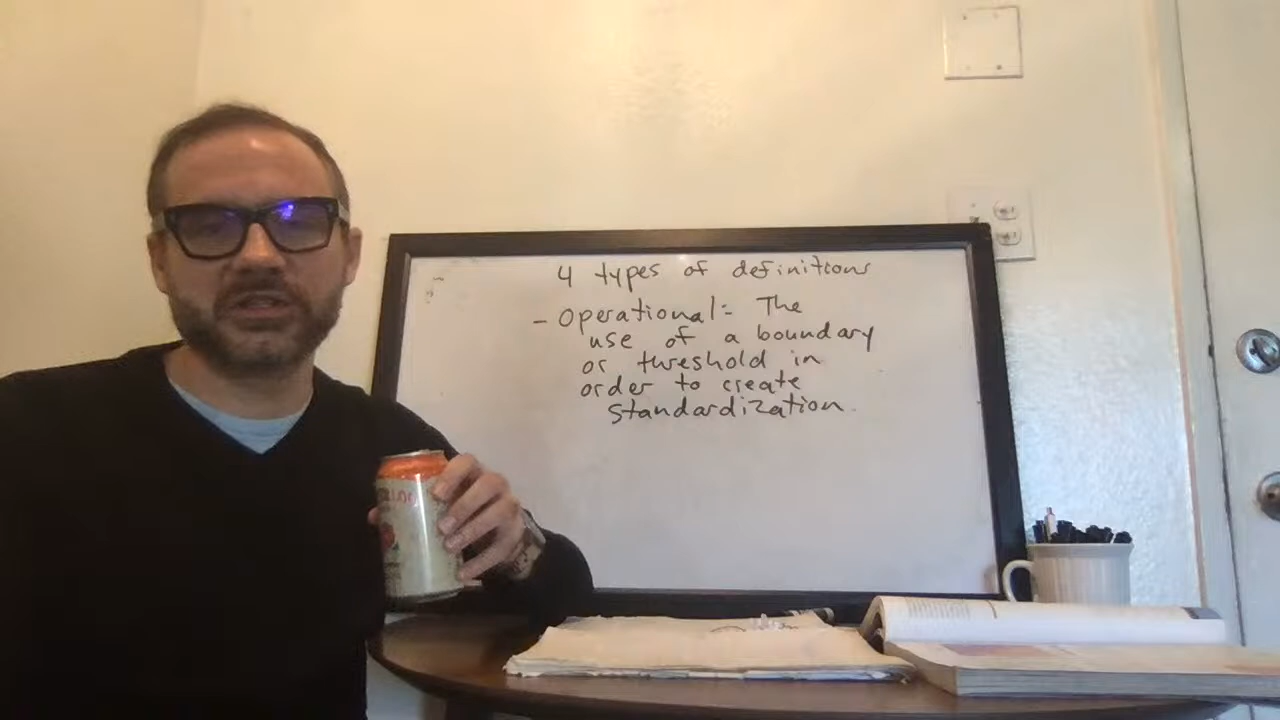 4 types of definitions
- Operational:- The
use of a boundary
or threshold in
order to create
standardization.